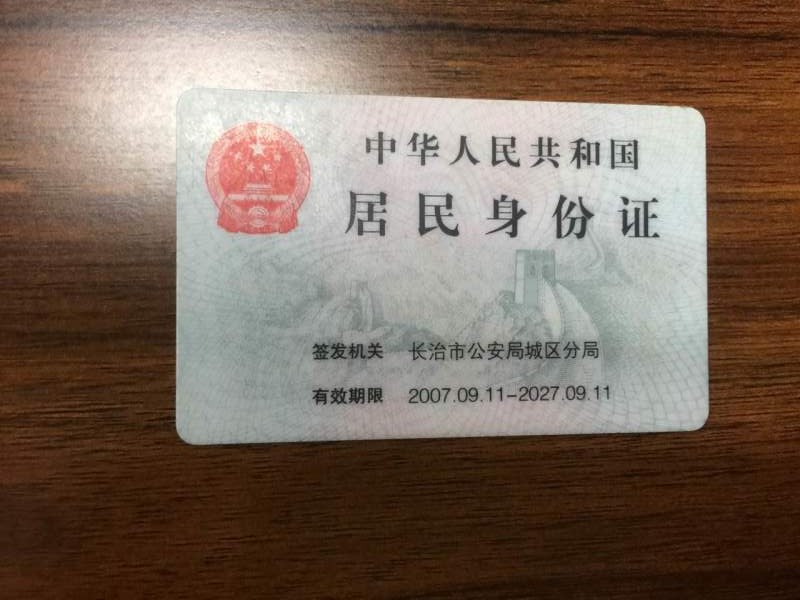 中华人民共和国
居民身份证
签发机关 长治市公安局城区分局
有效期限 2007.09.11-2027.09.11